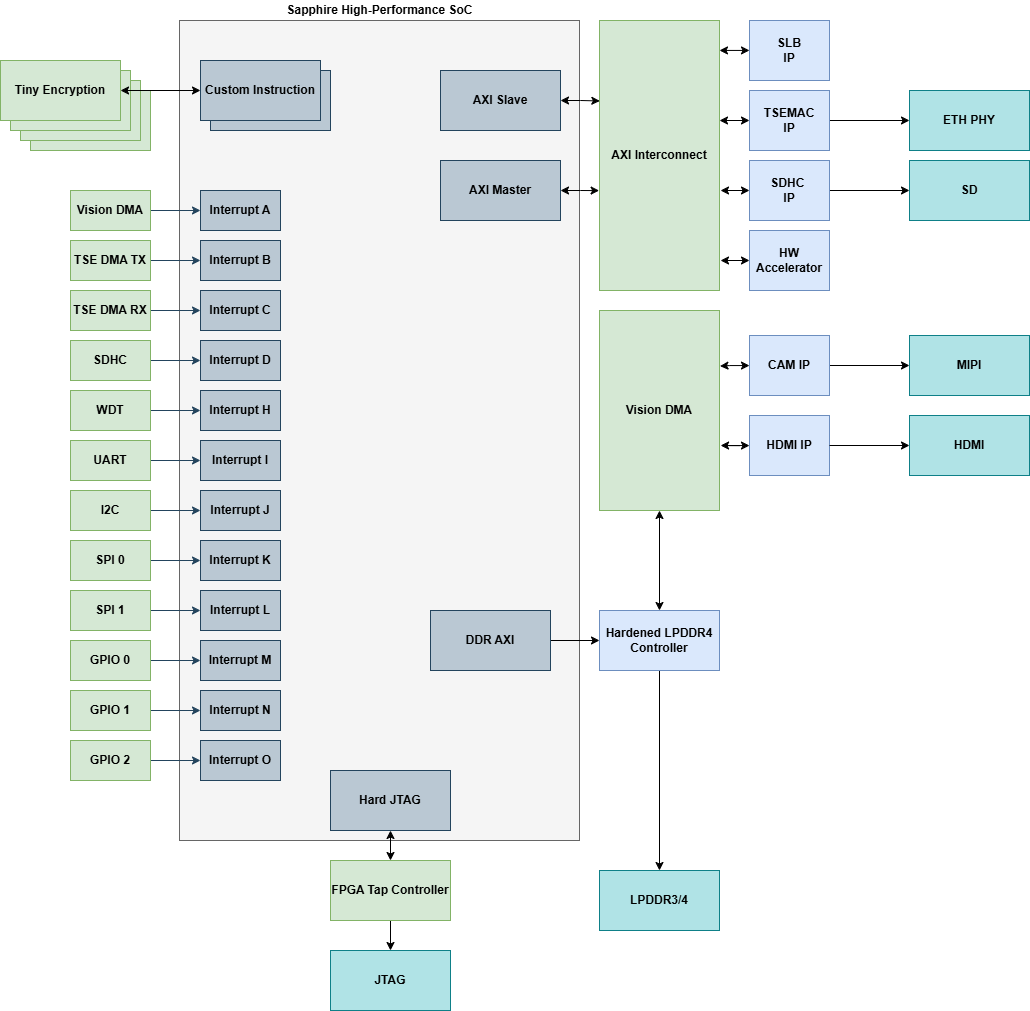 Sapphire High-Performance SoC
Tiny Encryption
Custom Instruction
AXI Slave
AXI Master
AXI Interconnect
SLB
IP
TSEMAC
IP
ETH PHY
SDHC
IP
SD
HW
Accelerator
Vision DMA
Interrupt A
TSE DMA TX
Interrupt B
TSE DMA RX
Interrupt C
SDHC
Interrupt D
WDT
Interrupt H
UART
Interrupt I
I2C
Interrupt J
SPI 0
Interrupt K
SPI 1
Interrupt L
GPIO 0
Interrupt M
GPIO 1
Interrupt N
GPIO 2
Interrupt O
Vision DMA
CAM IP
MIPI
HDMI IP
HDMI
DDR AXI
Hardened LPDDR4
Controller
LPDDR3/4
Hard JTAG
FPGA Tap Controller
JTAG